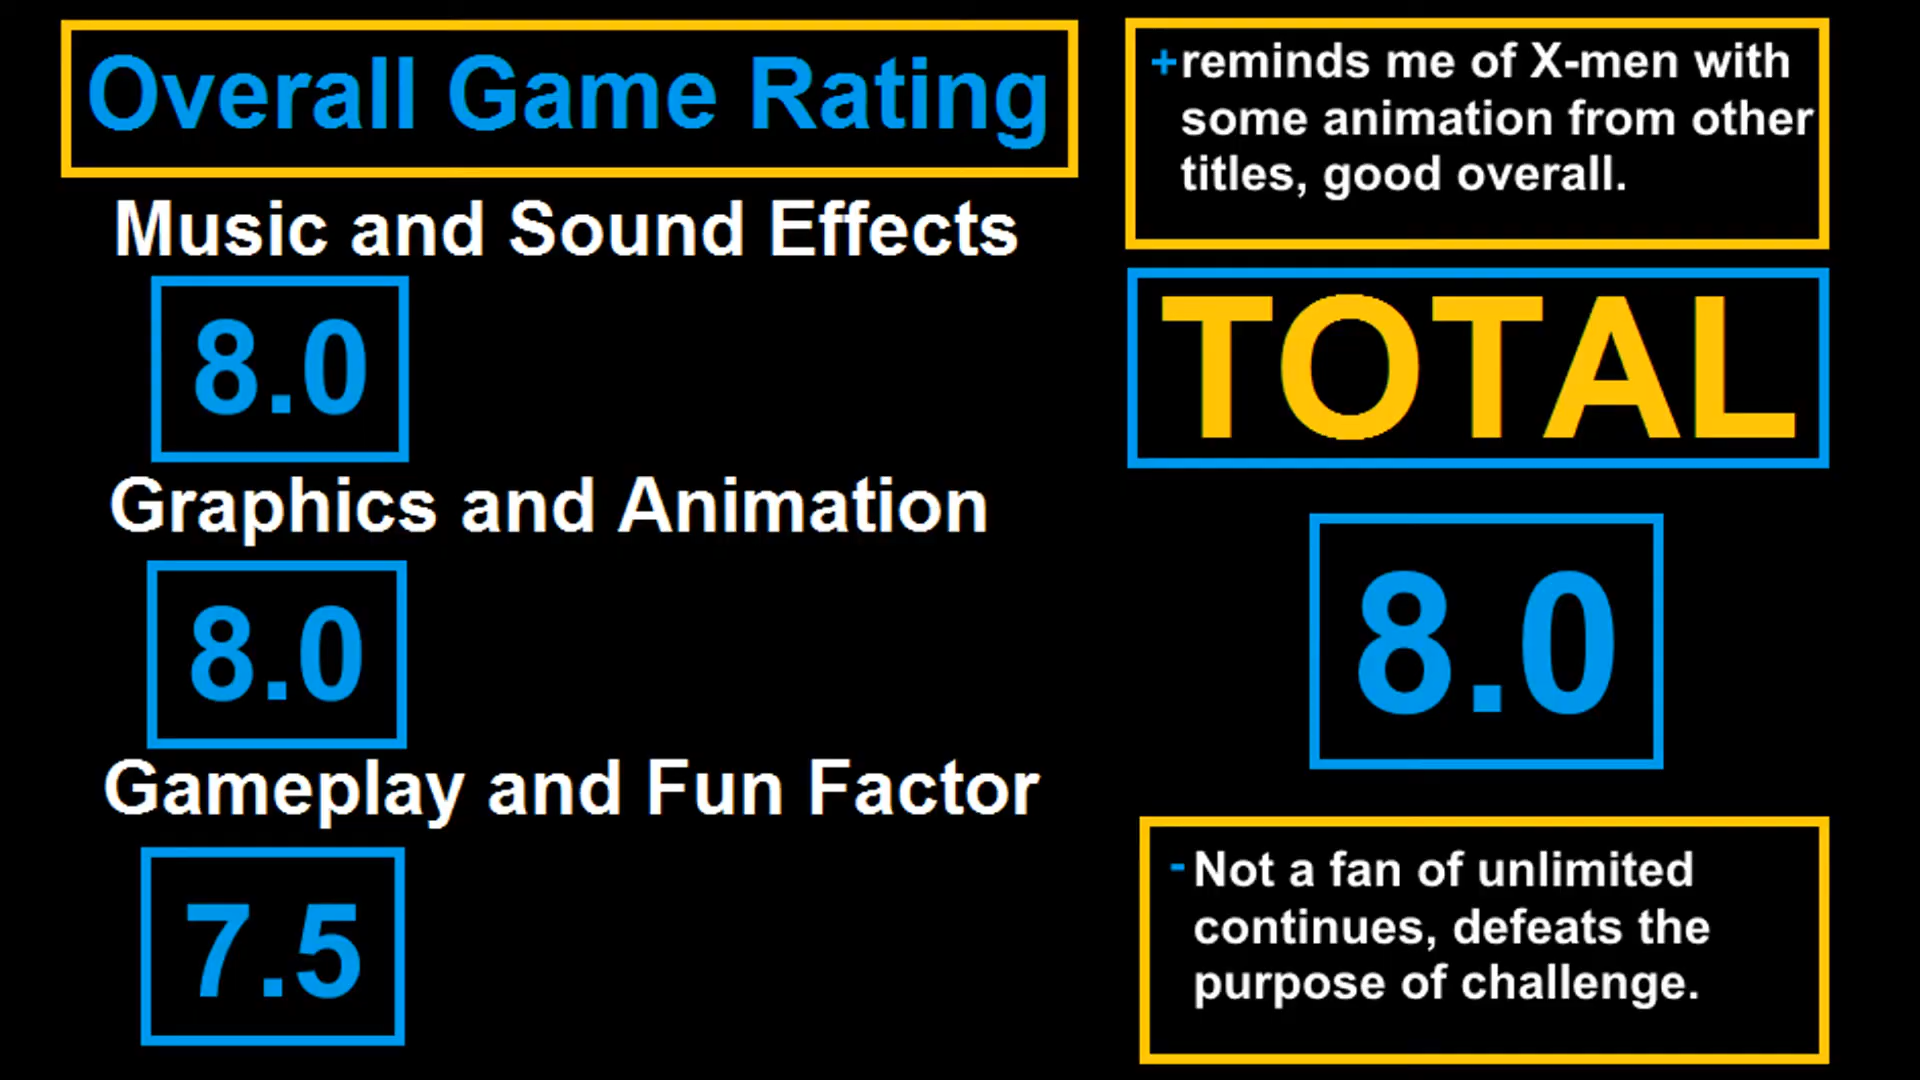 Overall Game Rating
Music and Sound Effects
8.0
Graphics and Animation
8.0
Gameplay and Fun Factor
7.5
+reminds me of X-men with
some animation from other
titles, good overall.
TOTAL
8.0
- Not a fan of unlimited
continues, defeats the
purpose of challenge.